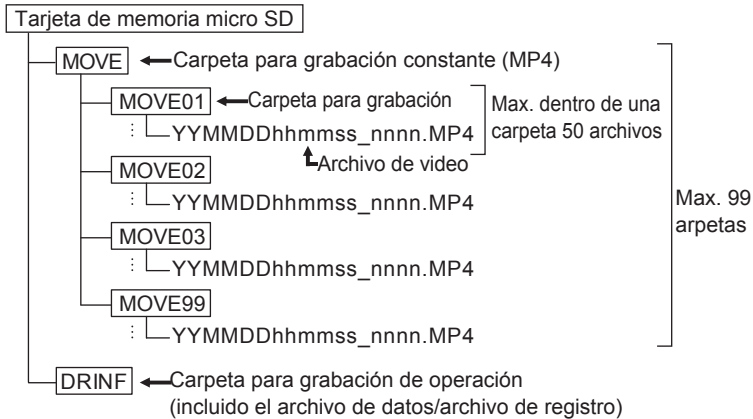 Tarjeta de memoria micro SD
MOVE Carpeta para grabación constante (MP4)
MOVE01 Carpeta para grabación
YYMMDDhhmmss_nnnn.MP4
Archivo de video
Max. dentro de una
carpeta 50 archivos
MOVE02
YYMMDDhhmmss_nnnn.MP4
MOVE03
YYMMDDhhmmss_nnnn.MP4
MOVE99
YYMMDDhhmmss_nnnn.MP4
Max. 99
arpetas
DRINF Carpeta para grabación de operación
(incluido el archivo de datos/archivo de registro)